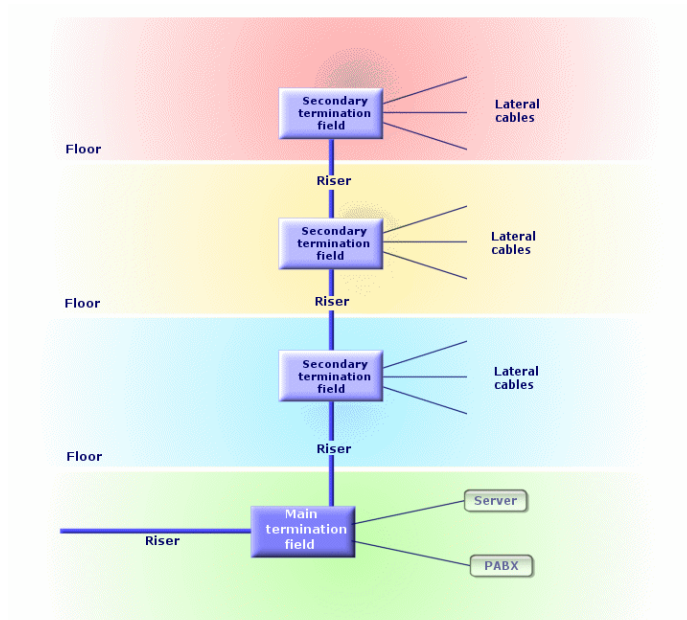 Secondary
termination
field
Lateral
cables
Floor
Riser
Secondary
termination
field
Lateral
cables
Floor
Riser
Secondary
termination
field
Lateral
cables
Floor
Riser
Main
termination
field
Server
Riser
PABX